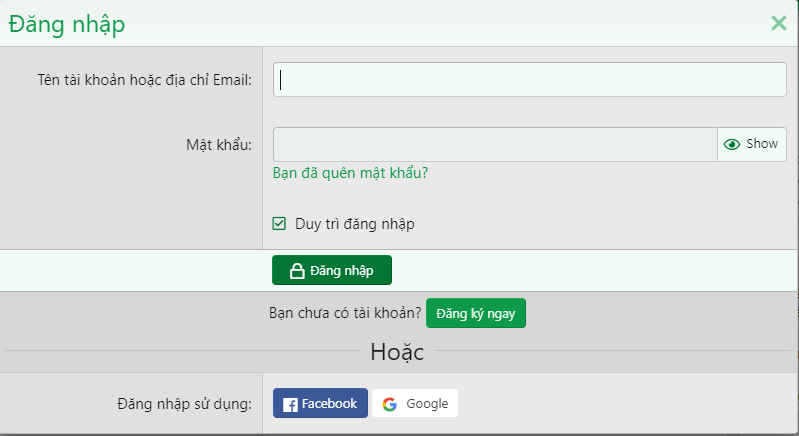 Đăng nhập
Tên tài khoản hoặc địa chỉ Email:
Mật khẩu:
Show
Bạn đã quên mật khẩu?
Duy trì đăng nhập
Đăng nhập
Bạn chưa có tài khoản? Đăng ký ngay
Hoặc
Đăng nhập sử dụng: Facebook Google